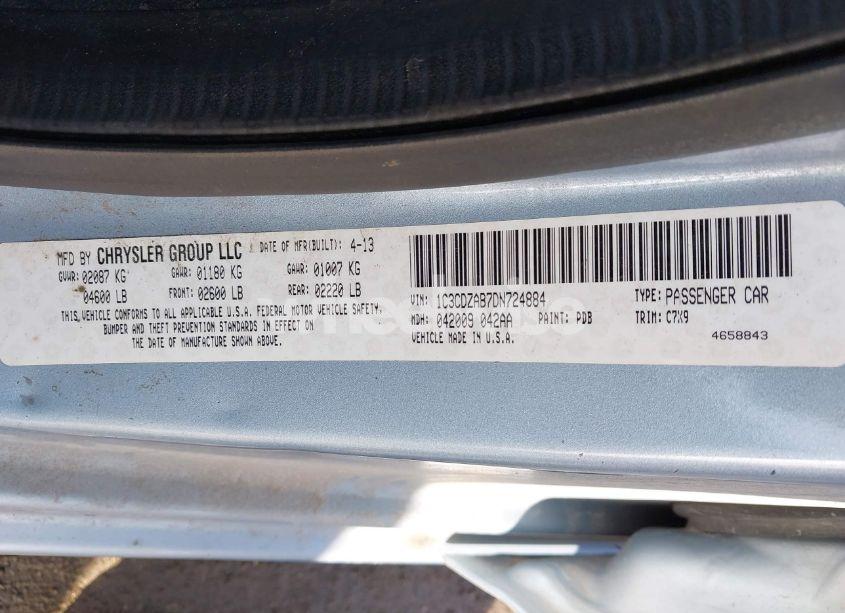 MFD BY CHRYSLER GROUP LLC DATE OF MFR(BUILT): 4-13
GVWR: 02087 KG GAWR: 01180 KG GAWR: 01007 KG
04600 LB FRONT: 02600 LB REAR: 02220 LB
THIS VEHICLE CONFORMS TO ALL APPLICABLE U.S.A. FEDERAL MOTOR VEHICLE SAFETY,
BUMPER AND THEFT PREVENTION STANDARDS IN EFFECT ON
THE DATE OF MANUFACTURE SHOWN ABOVE.
VIN: 1C3CDZAB7DN724884 TYPE: PASSENGER CAR
MDH: 042009 042AA PAINT: PDB TRIM: C7X9
VEHICLE MADE IN U.S.A. 4658843